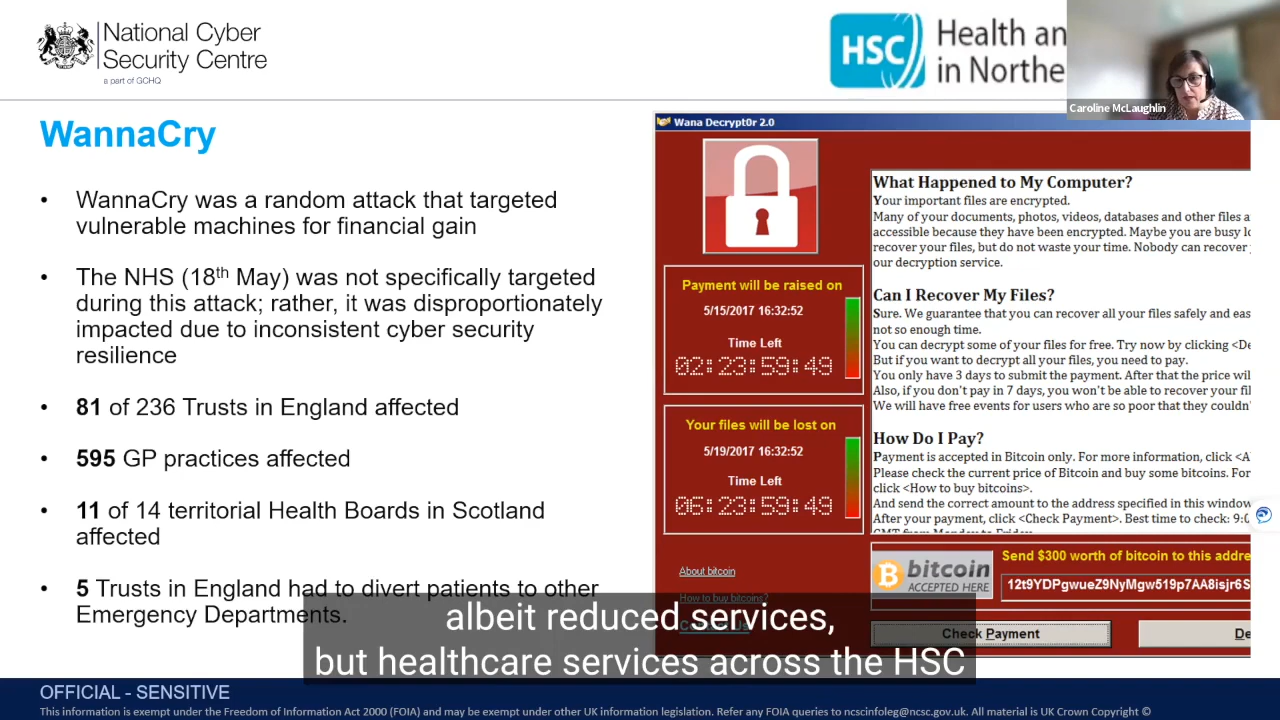 National Cyber
Security Centre
a part of GCHQ
HSC
Health an
in Northe
Caroline McLaughlin
WannaCry
• WannaCry was a random attack that targeted
vulnerable machines for financial gain
• The NHS (18th May) was not specifically targeted
during this attack; rather, it was disproportionately
impacted due to inconsistent cyber security
resilience
• 81 of 236 Trusts in England affected
• 595 GP practices affected
• 11 of 14 territorial Health Boards in Scotland
affected
• 5 Trusts in England had to divert patients to other
Emergency Departments.
Wana Decrypt0r 2.0
Payment will be raised on
5/15/2017 16:32:52
Time Left
02:23:59:49
Your files will be lost on
5/19/2017 16:32:52
Time Left
06:23:59:49
About bitcoin
How to buy bitcoins?
Contact Us
What Happened to My Computer?
Your important files are encrypted.
Many of your documents, photos, videos, databases and other files a
accessible because they have been encrypted. Maybe you are busy lo
recover your files, but do not waste your time. Nobody can recover
our decryption service.
Can I Recover My Files?
Sure. We guarantee that you can recover all your files safely and eas
not so enough time.
You can decrypt some of your files for free. Try now by clicking <De
But if you want to decrypt all your files, you need to pay.
You only have 3 days to submit the payment. After that the price will
Also, if you don't pay in 7 days, you won't be able to recover your fil
We will have free events for users who are so poor that they couldn'
How Do I Pay?
Payment is accepted in Bitcoin only. For more information, click <A
Please check the current price of Bitcoin and buy some bitcoins. For
click <How to buy bitcoins>.
And send the correct amount to the address specified in this window
After your payment, click <Check Payment>. Best time to check: 9:0
GMT from Monday to Friday.
bitcoin
ACCEPTED HERE
Send $300 worth of bitcoin to this addre
12t9YDPgwueZ9NyMgw519p7AA8isjr6S
Check Payment
De
albeit reduced services,
but healthcare services across the HSC
OFFICIAL - SENSITIVE
This information is exempt under the Freedom of Information Act 2000 (FOIA) and may be exempt under other UK information legislation. Refer any FOIA queries to ncscinfoleg@ncsc.gov.uk. All material is UK Crown Copyright ©